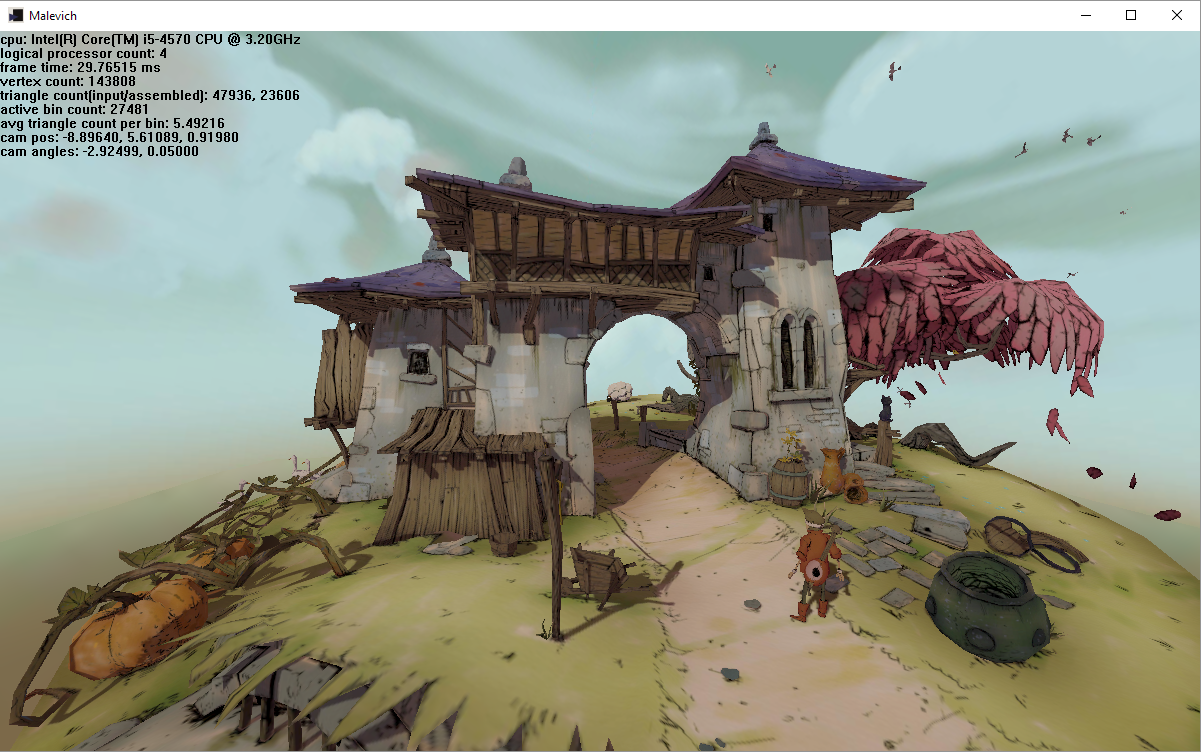 Malevich
cpu: Intel(R) Core(TM) i5-4570 CPU @ 3.20GHz
logical processor count: 4
frame time: 29.76515 ms
vertex count: 143808
triangle count(input/assembled): 47936, 23606
active bin count: 27481
avg triangle count per bin: 5.49216
cam pos: -8.89640, 5.61089, 0.91980
cam angles: -2.92499, 0.05000